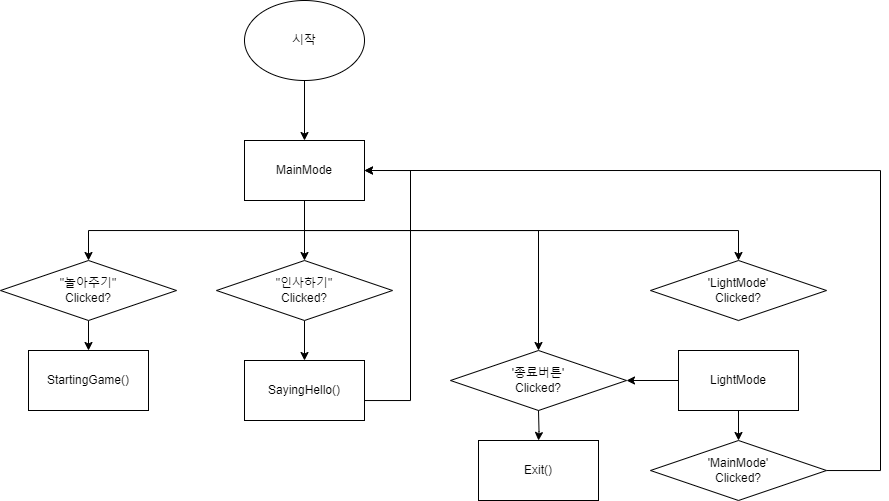 시작
MainMode
"놀아주기"
Clicked?
"인사하기"
Clicked?
'LightMode'
Clicked?
StartingGame()
SayingHello()
'종료버튼'
Clicked?
LightMode
Exit()
'MainMode'
Clicked?